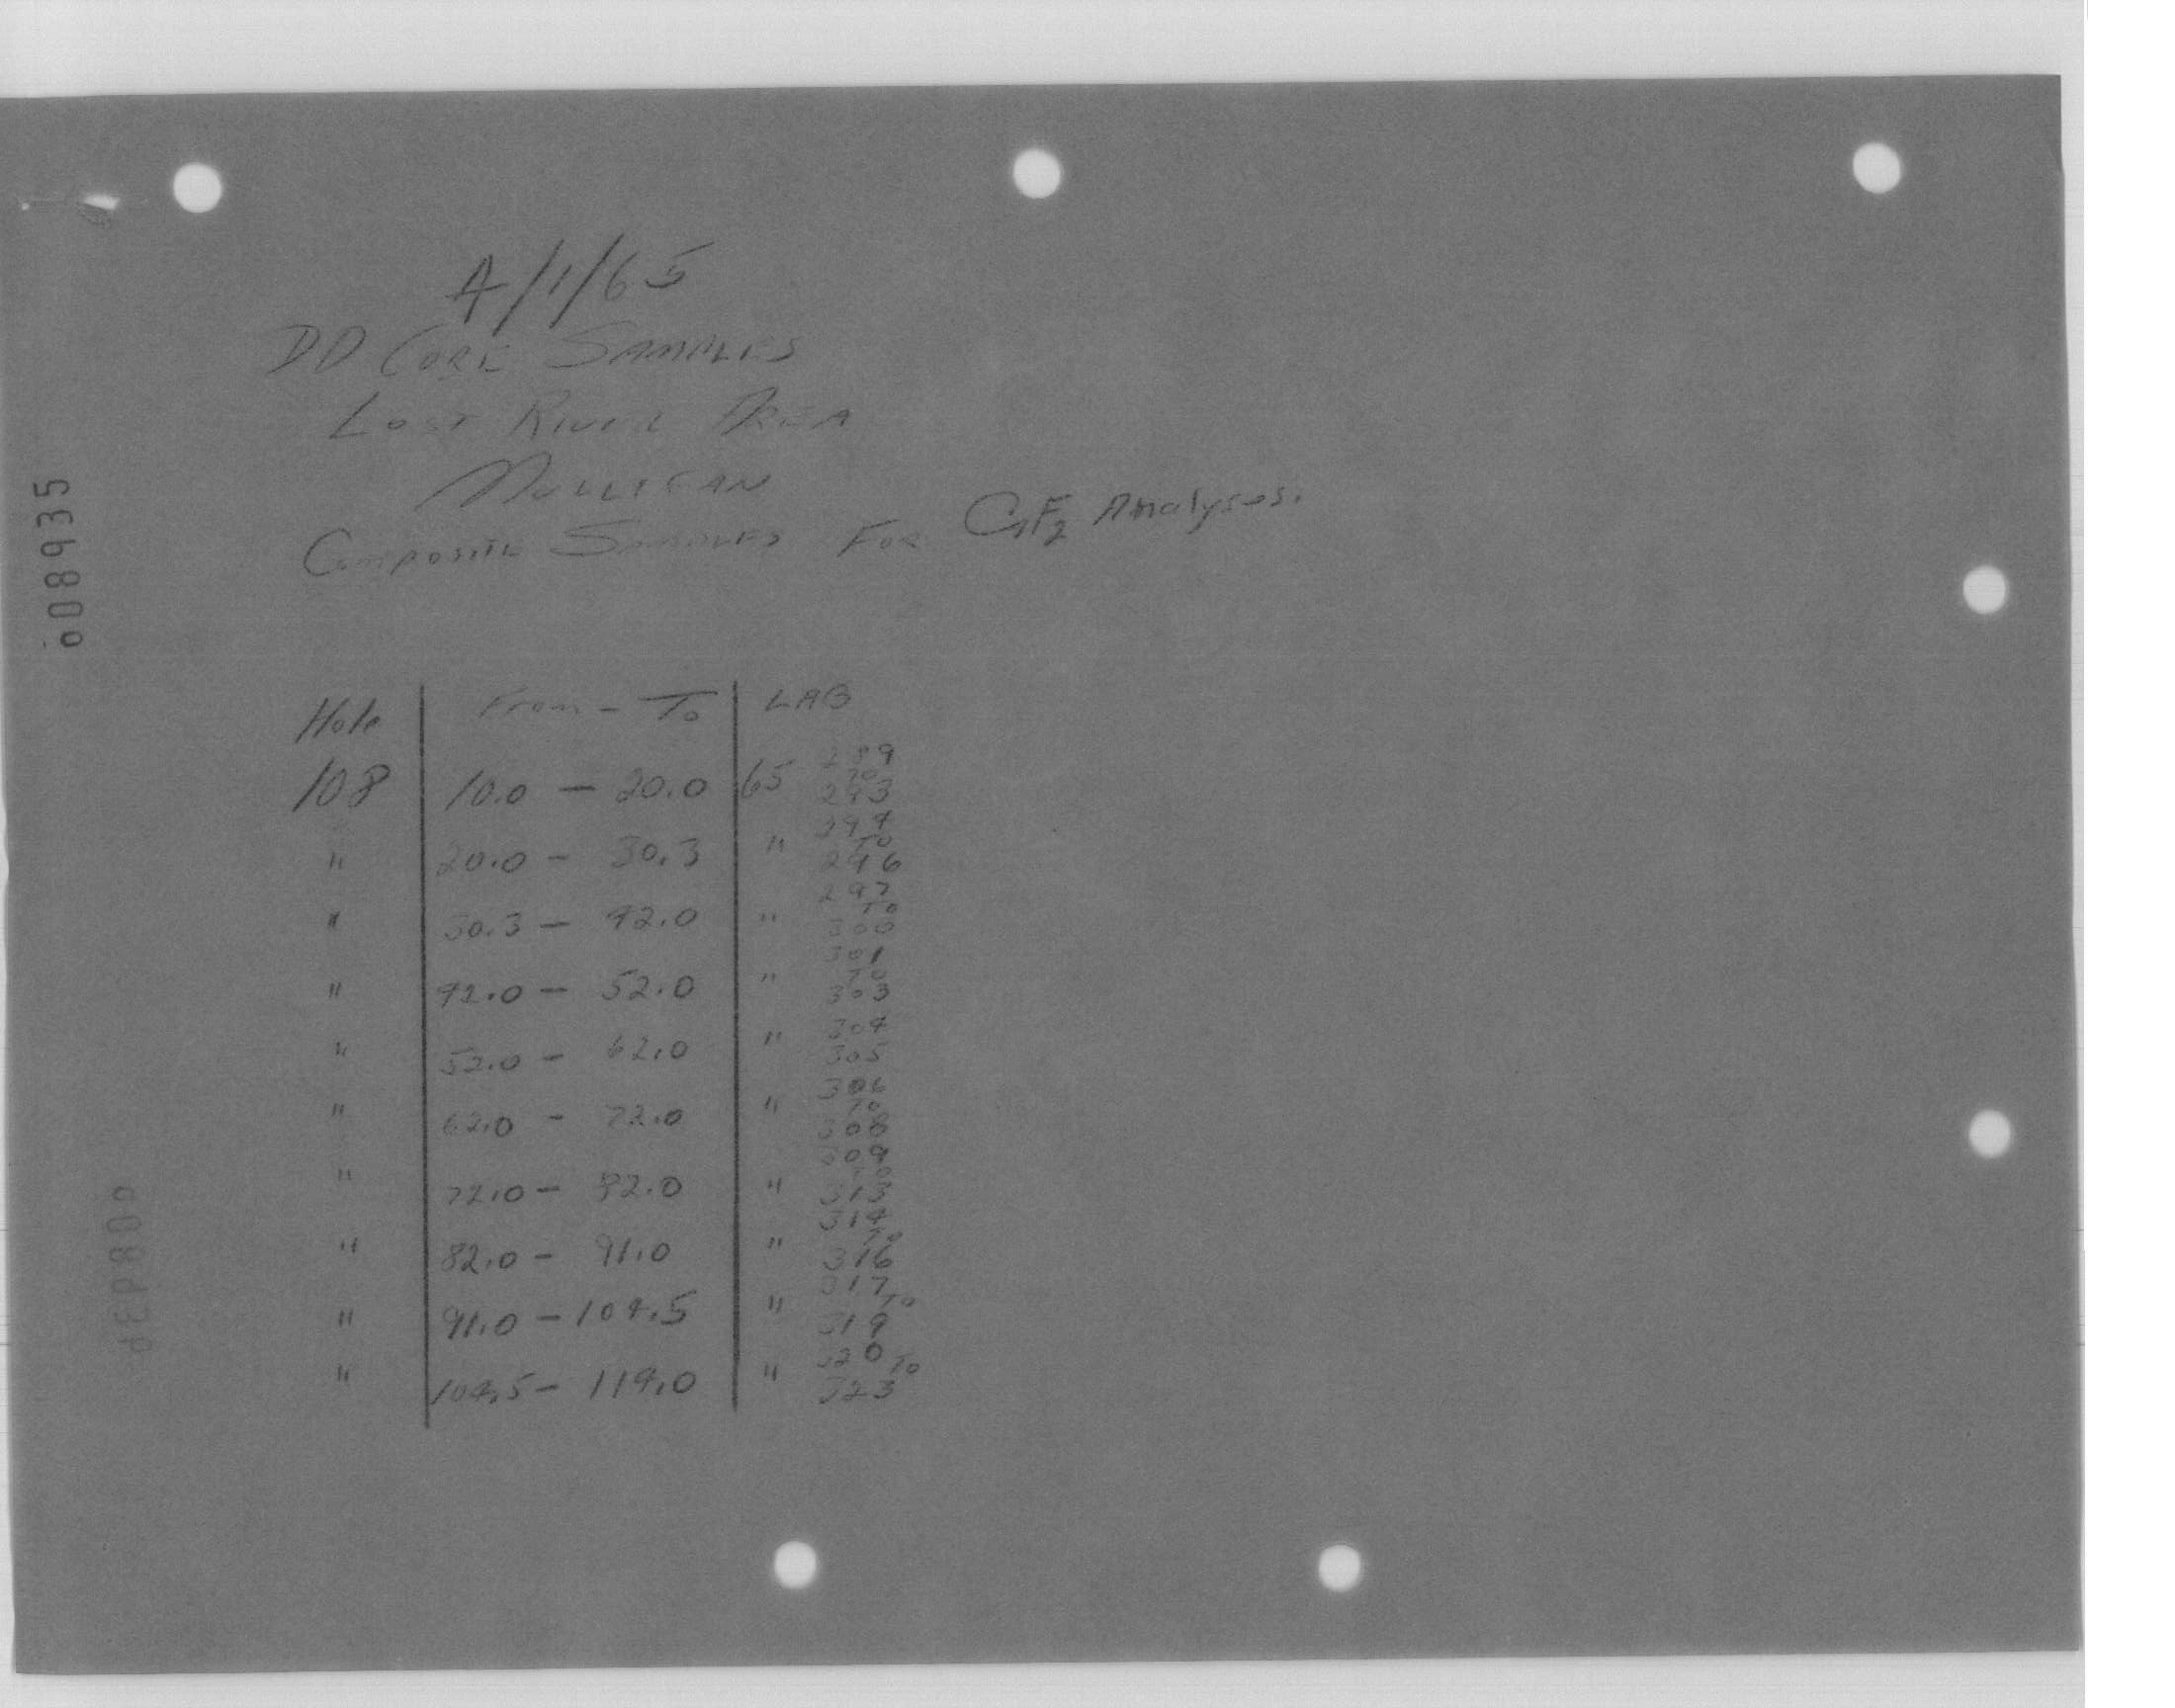 4/1/65
DD CORE SAMPLES
LOST RIVER AREA
MULLIGAN
COMPOSITE SAMPLES FOR CaF2 Analyses.
608935
Hole From - To LAB
108 10.0 - 20.0 65 289 TO 293
" 20.0 - 30.3 " 294 TO 296
" 30.3 - 42.0 " 297 TO 300
" 42.0 - 52.0 " 301 TO 303
" 52.0 - 62.0 " 304 305
" 62.0 - 72.0 " 306 TO 308
" 72.0 - 82.0 " 309 TO 313
" 82.0 - 91.0 " 314 TO 316
" 91.0 - 104.5 " 317 TO 319
" 104.5 - 119.0 " 320 TO 323